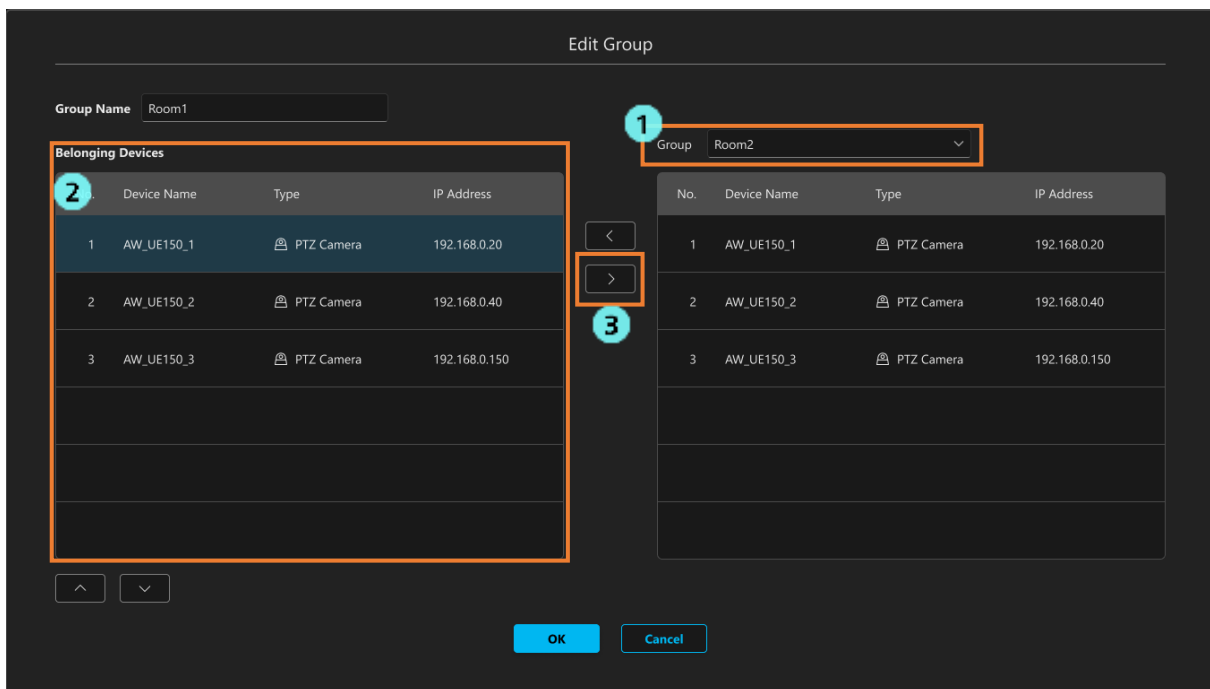 Edit Group
Group Name Room1
1
Group Room2
Belonging Devices
2 . Device Name Type IP Address
1 AW_UE150_1 PTZ Camera 192.168.0.20
2 AW_UE150_2 PTZ Camera 192.168.0.40
3 AW_UE150_3 PTZ Camera 192.168.0.150
<
>
3
No. Device Name Type IP Address
1 AW_UE150_1 PTZ Camera 192.168.0.20
2 AW_UE150_2 PTZ Camera 192.168.0.40
3 AW_UE150_3 PTZ Camera 192.168.0.150
OK Cancel